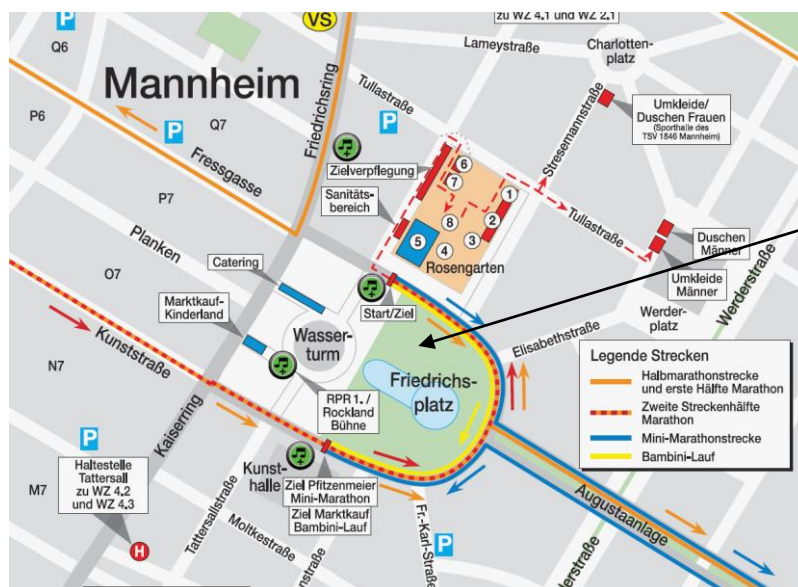 zu WZ 4.1 und WZ 2.1
P
VS
Q6
Lameystraße
Charlotten-
platz
Mannheim
Friedrichsring
Tullastraße
P
Umkleide/
Duschen Frauen
(Sporthalle des
TSV 1846 Mannheim)
Stresemannstraße
P6
P
Q7
Fressgasse
Zielverpflegung
6
7
1
2
8
3
4
5
Sanitäts-
bereich
Tullastraße
P7
Rosengarten
Duschen
Männer
Umkleide
Männer
Planken
Catering
O7
Start/Ziel
Werder-
platz
Werderstraße
Marktkauf-
Kinderland
Wasser-
turm
Elisabethstraße
Kunststraße
N7
Friedrichs-
platz
RPR 1./
Rockland
Bühne
Legende Strecken
Halbmarathonstrecke
und erste Hälfte Marathon
Zweite Streckenhälfte
Marathon
Mini-Marathonstrecke
Bambini-Lauf
Kaiserring
P
Haltestelle
Tattersall
zu WZ 4.2
und WZ 4.3
Kunst-
halle
Ziel Pfitzenmeier
Mini-Marathon
Ziel Marktkauf
Bambini-Lauf
M7
Tattersallstraße
Moltkestraße
Fr.-Karl-Straße
P
Augustaanlage
H